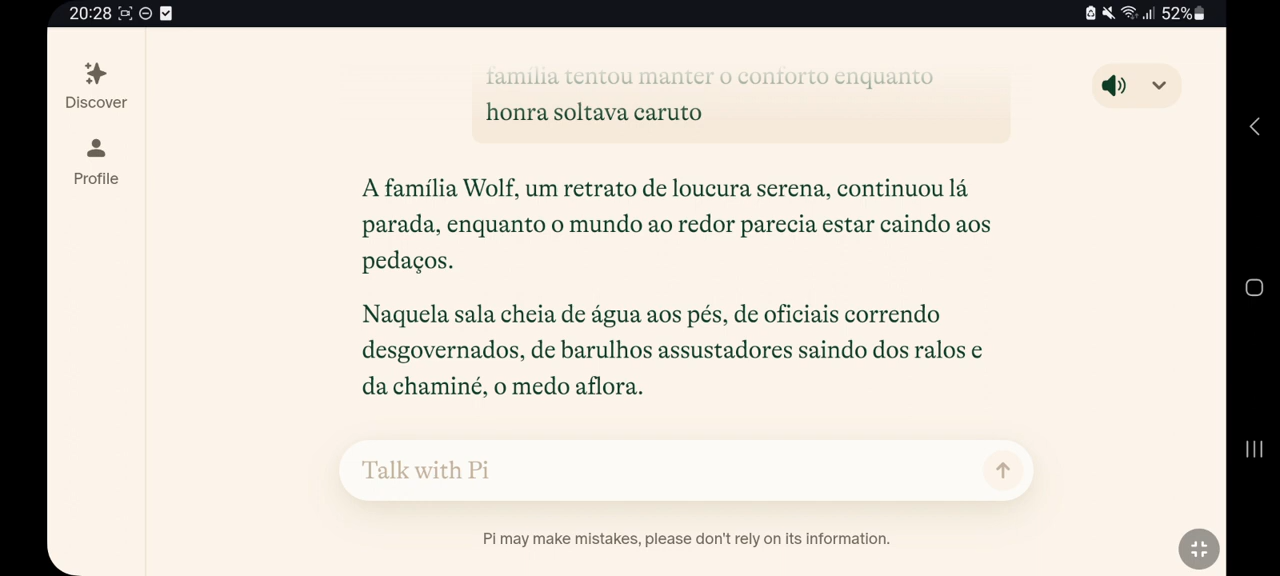 20:28
52%
Discover
Profile
família tentou manter o conforto enquanto
honra soltava caruto
A família Wolf, um retrato de loucura serena, continuou lá
parada, enquanto o mundo ao redor parecia estar caindo aos
pedaços.
Naquela sala cheia de água aos pés, de oficiais correndo
desgovernados, de barulhos assustadores saindo dos ralos e
da chaminé, o medo aflora.
Talk with Pi
Pi may make mistakes, please don't rely on its information.